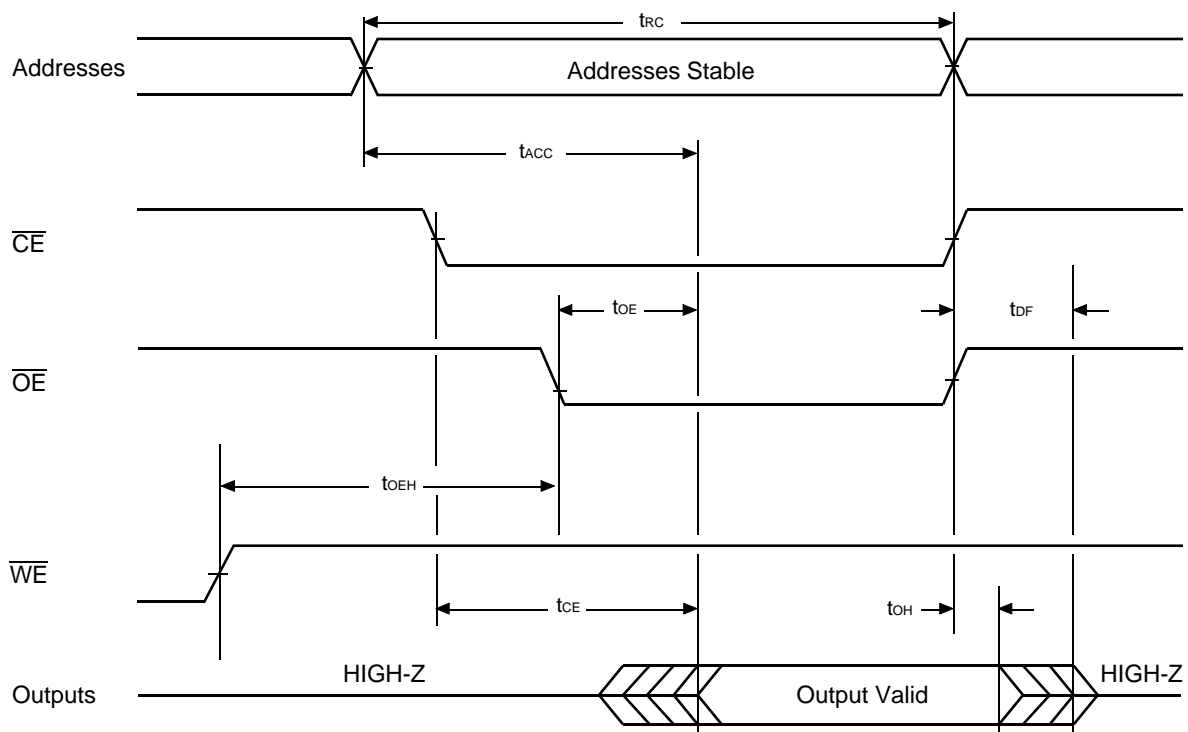 tRC
Addresses
Addresses Stable
tACC
CE
tOE
tDF
OE
tOEH
WE
tCE
tOH
HIGH-Z
HIGH-Z
Outputs
Output Valid